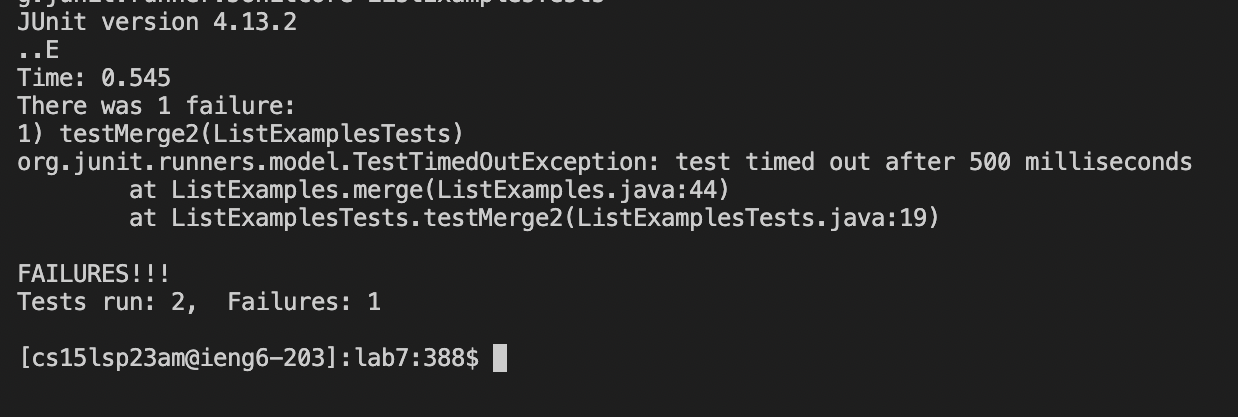 JUnit version 4.13.2
..E
Time: 0.545
There was 1 failure:
1) testMerge2(ListExamplesTests)
org.junit.runners.model.TestTimedOutException: test timed out after 500 milliseconds
at ListExamples.merge(ListExamples.java:44)
at ListExamplesTests.testMerge2(ListExamplesTests.java:19)
FAILURES!!!
Tests run: 2,  Failures: 1
[cs15lsp23am@ieng6-203]:lab7:388$